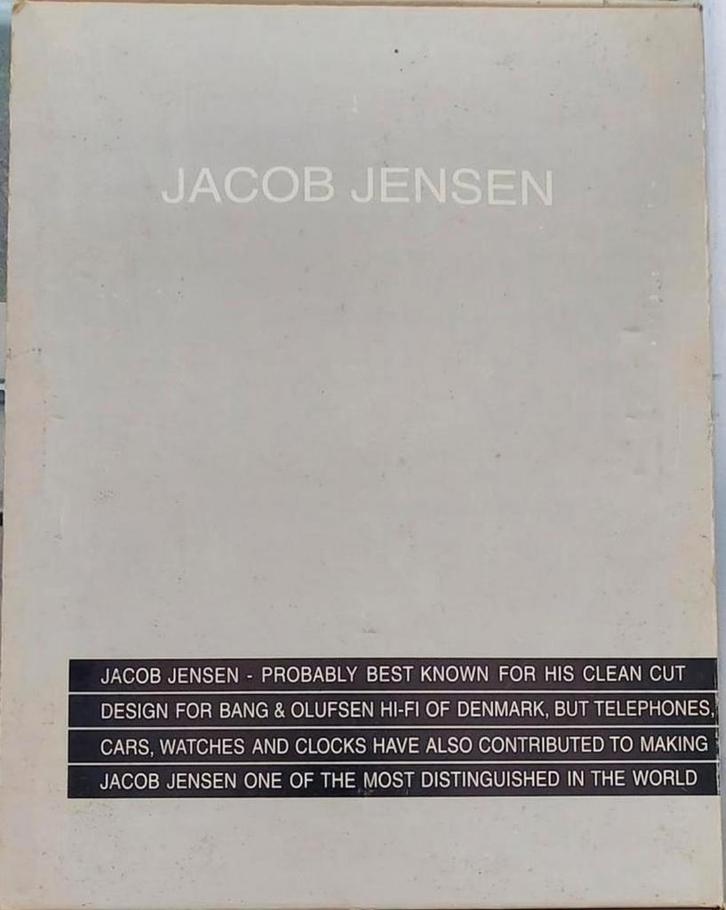 JACOB JENSEN
JACOB JENSEN - PROBABLY BEST KNOWN FOR HIS CLEAN CUT
DESIGN FOR BANG & OLUFSEN HI-FI OF DENMARK, BUT TELEPHONES,
CARS, WATCHES AND CLOCKS HAVE ALSO CONTRIBUTED TO MAKING
JACOB JENSEN ONE OF THE MOST DISTINGUISHED IN THE WORLD